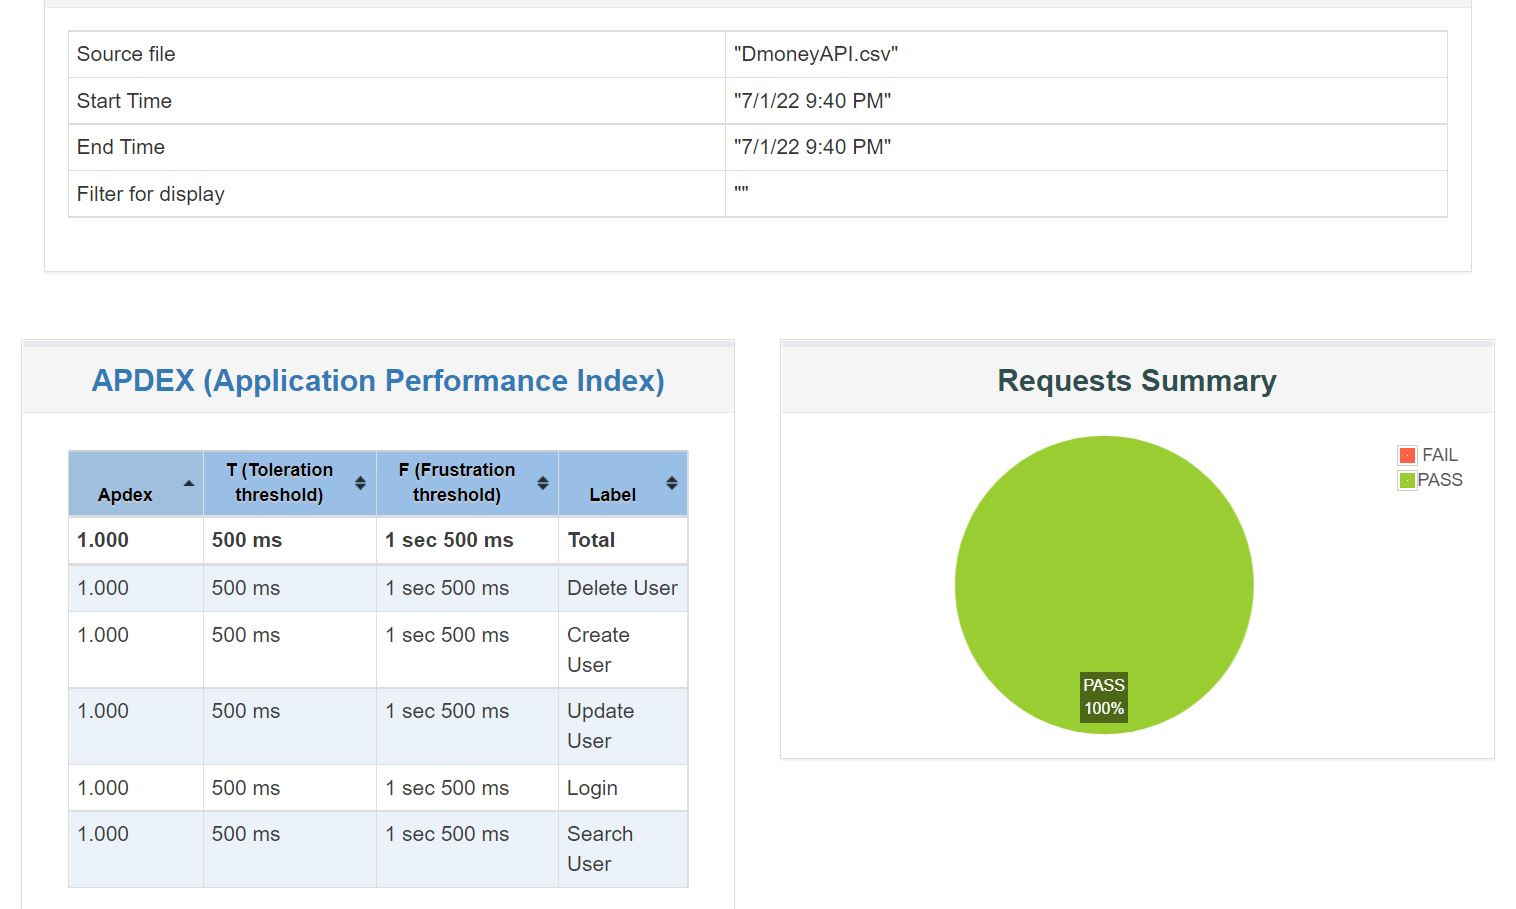 Source file "DmoneyAPI.csv"
Start Time "7/1/22 9:40 PM"
End Time "7/1/22 9:40 PM"
Filter for display ""
APDEX (Application Performance Index)
Apdex T (Toleration threshold) F (Frustration threshold) Label
1.000 500 ms 1 sec 500 ms Total
1.000 500 ms 1 sec 500 ms Delete User
1.000 500 ms 1 sec 500 ms Create
User
1.000 500 ms 1 sec 500 ms Update
User
1.000 500 ms 1 sec 500 ms Login
1.000 500 ms 1 sec 500 ms Search
User
Requests Summary
FAIL
PASS
PASS
100%